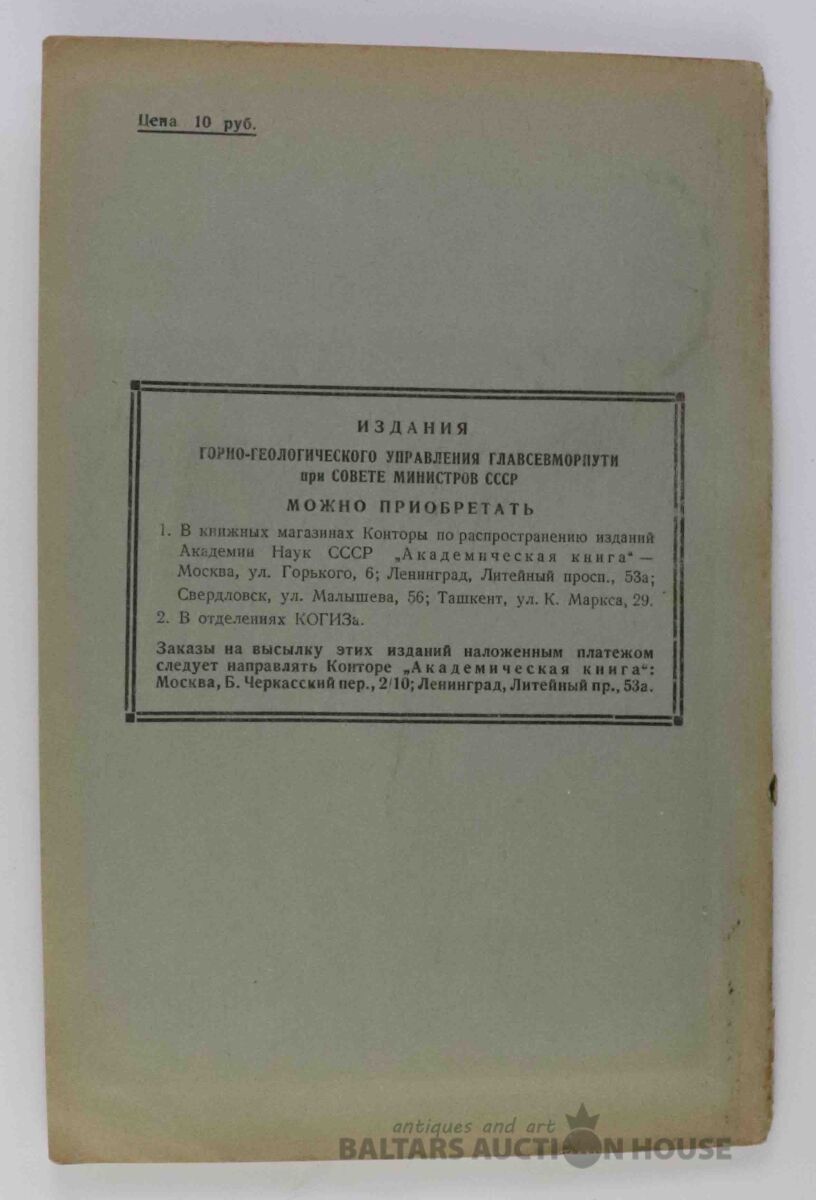 Цена 10 руб.
ИЗДАНИЯ
ГОРНО-ГЕОЛОГИЧЕСКОГО УПРАВЛЕНИЯ ГЛАВСЕВМОРПУТИ
при СОВЕТЕ МИНИСТРОВ СССР
МОЖНО ПРИОБРЕТАТЬ
1. В книжных магазинах Конторы по распространению изданий
Академии Наук СССР „Академическая книга“ —
Москва, ул. Горького, 6; Ленинград, Литейный просп., 53а;
Свердловск, ул. Малышева, 56; Ташкент, ул. К. Маркса, 29.
2. В отделениях КОГИЗа.
Заказы на высылку этих изданий наложенным платежом
следует направлять Конторе „Академическая книга“:
Москва, Б. Черкасский пер., 2/10; Ленинград, Литейный пр., 53а.
antiques and art
BALTARS AUCTION HOUSE